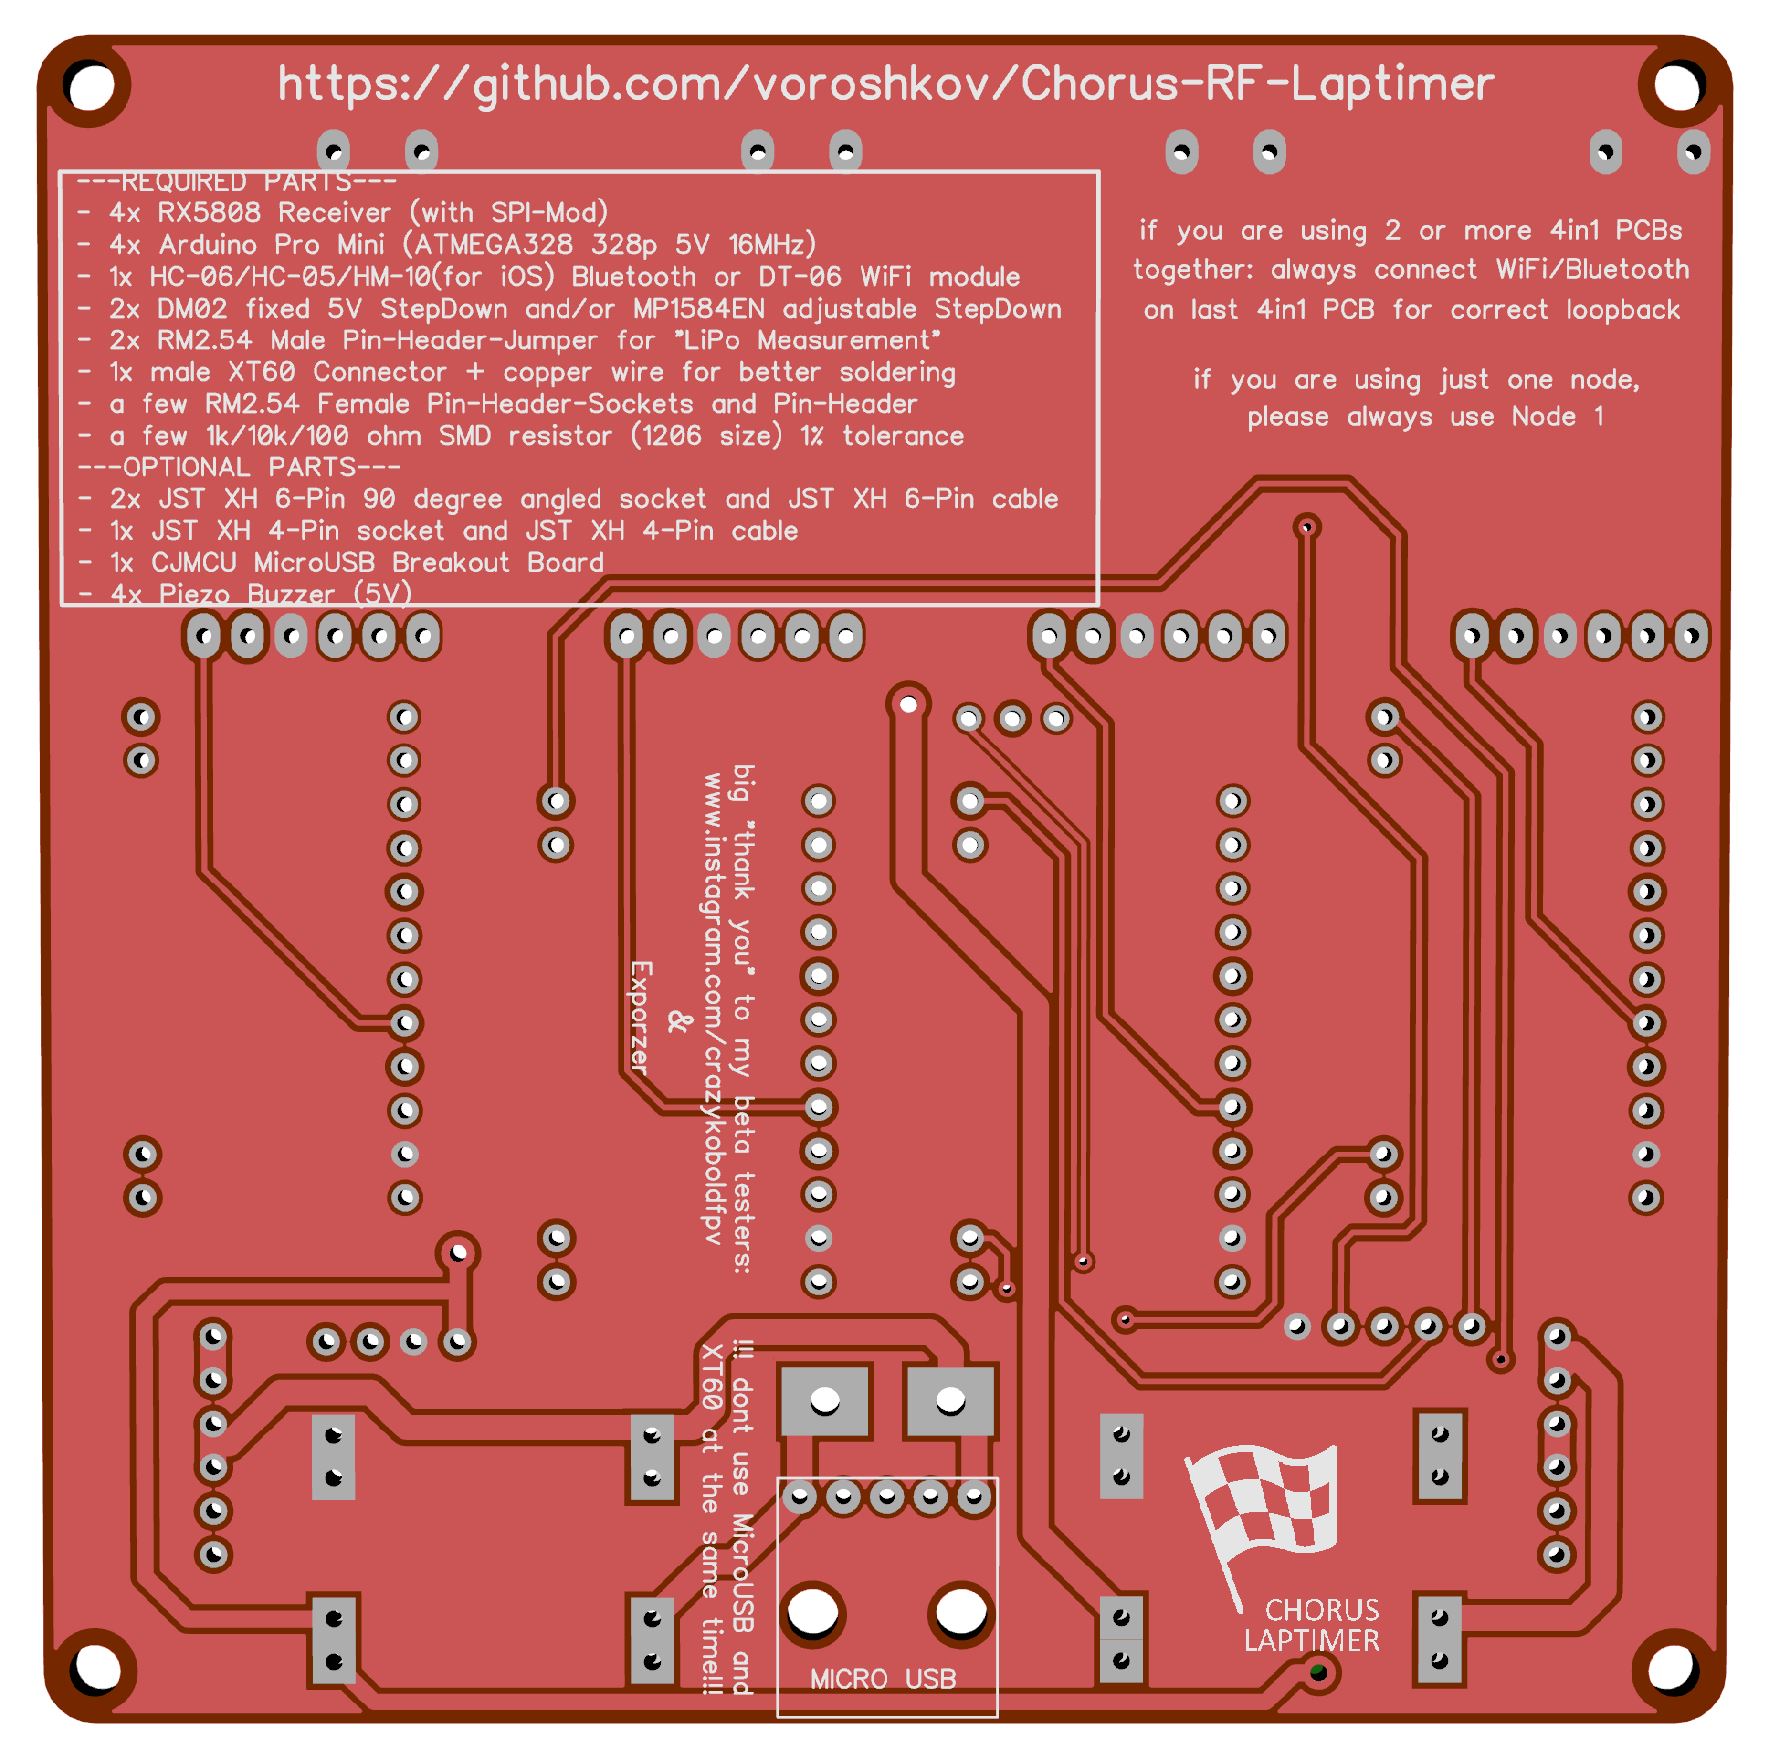 https://github.com/voroshkov/Chorus-RF-Laptimer
---REQUIRED PARTS---
- 4x RX5808 Receiver (with SPI-Mod)
- 4x Arduino Pro Mini (ATMEGA328 328p 5V 16MHz)
- 1x HC-06/HC-05/HM-10(for iOS) Bluetooth or DT-06 WiFi module
- 2x DM02 fixed 5V StepDown and/or MP1584EN adjustable StepDown
- 2x RM2.54 Male Pin-Header-Jumper for "LiPo Measurement"
- 1x male XT60 Connector + copper wire for better soldering
- a few RM2.54 Female Pin-Header-Sockets and Pin-Header
- a few 1k/10k/100 ohm SMD resistor (1206 size) 1% tolerance
---OPTIONAL PARTS---
- 2x JST XH 6-Pin 90 degree angled socket and JST XH 6-Pin cable
- 1x JST XH 4-Pin socket and JST XH 4-Pin cable
- 1x CJMCU MicroUSB Breakout Board
- 4x Piezo Buzzer (5V)
if you are using 2 or more 4in1 PCBs
together: always connect WiFi/Bluetooth
on last 4in1 PCB for correct loopback
if you are using just one node,
please always use Node 1
big "thank you" to my beta testers:
www.instagram.com/crazykoboldfpv
&
Exporzer
!!! dont use MicroUSB and
XT60 at the same time!!!
MICRO USB
CHORUS
LAPTIMER